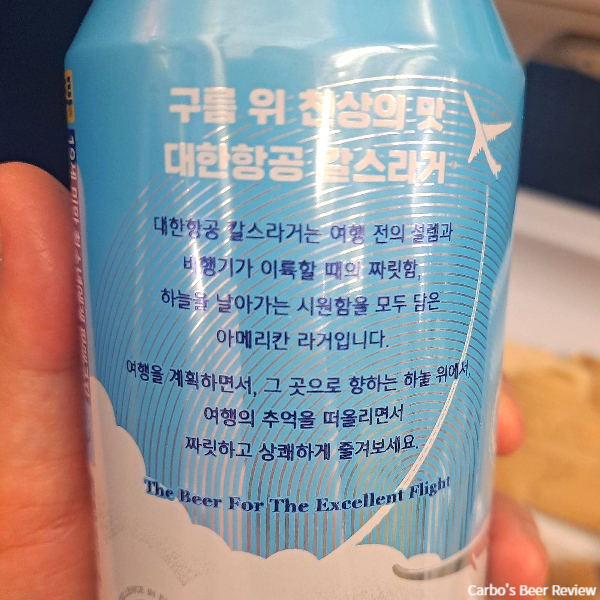 구름 위 천상의 맛
대한항공 칼스라거
대한항공 칼스라거는 여행 전의 설렘과
비행기가 이륙할 때의 짜릿함,
하늘을 날아가는 시원함을 모두 담은
아메리칸 라거입니다.
여행을 계획하면서, 그 곳으로 향하는 하늘 위에서,
여행의 추억을 떠올리면서
짜릿하고 상쾌하게 즐겨보세요.
The Beer For The Excellent Flight
Carbo's Beer Review